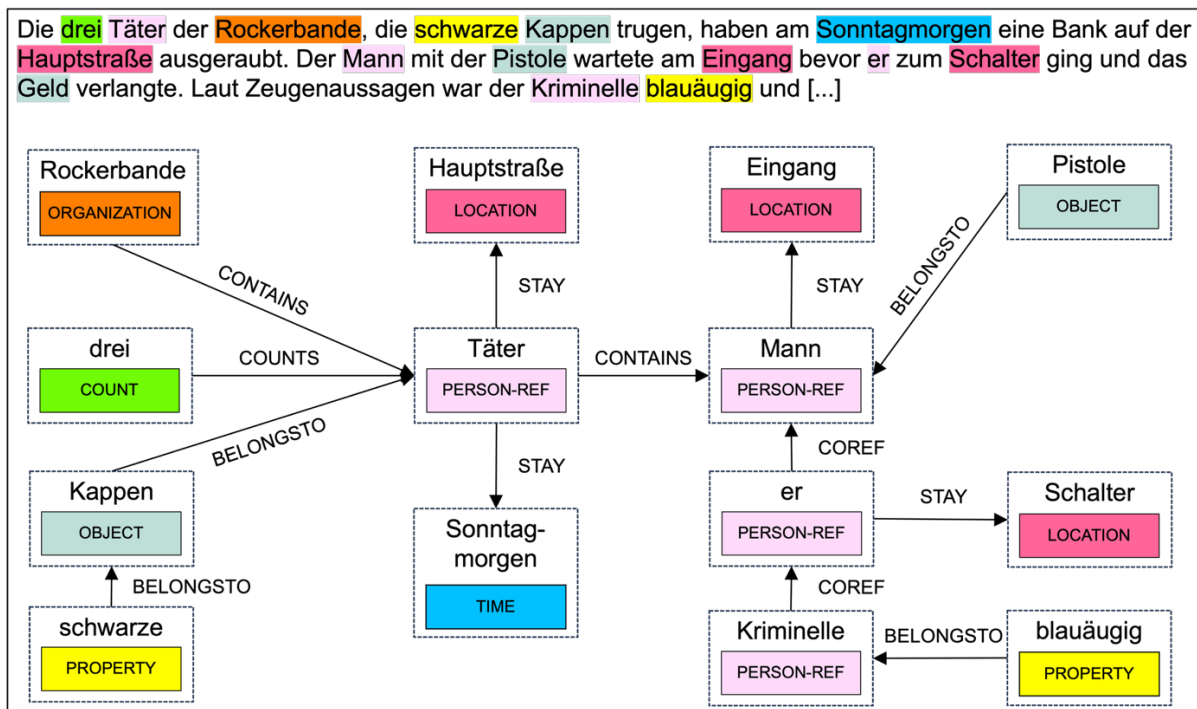 Die drei Täter der Rockerbande, die schwarze Kappen trugen, haben am Sonntagmorgen eine Bank auf der
Hauptstraße ausgeraubt. Der Mann mit der Pistole wartete am Eingang bevor er zum Schalter ging und das
Geld verlangte. Laut Zeugenaussagen war der Kriminelle blauäugig und [...]
Rockerbande
ORGANIZATION
Hauptstraße
LOCATION
Eingang
LOCATION
Pistole
OBJECT
CONTAINS
STAY
STAY
BELONGSTO
drei
COUNT
COUNTS
Täter
PERSON-REF
CONTAINS
Mann
PERSON-REF
BELONGSTO
STAY
COREF
Kappen
OBJECT
Sonntag-
morgen
TIME
er
PERSON-REF
STAY
Schalter
LOCATION
BELONGSTO
COREF
schwarze
PROPERTY
Kriminelle
PERSON-REF
BELONGSTO
blauäugig
PROPERTY